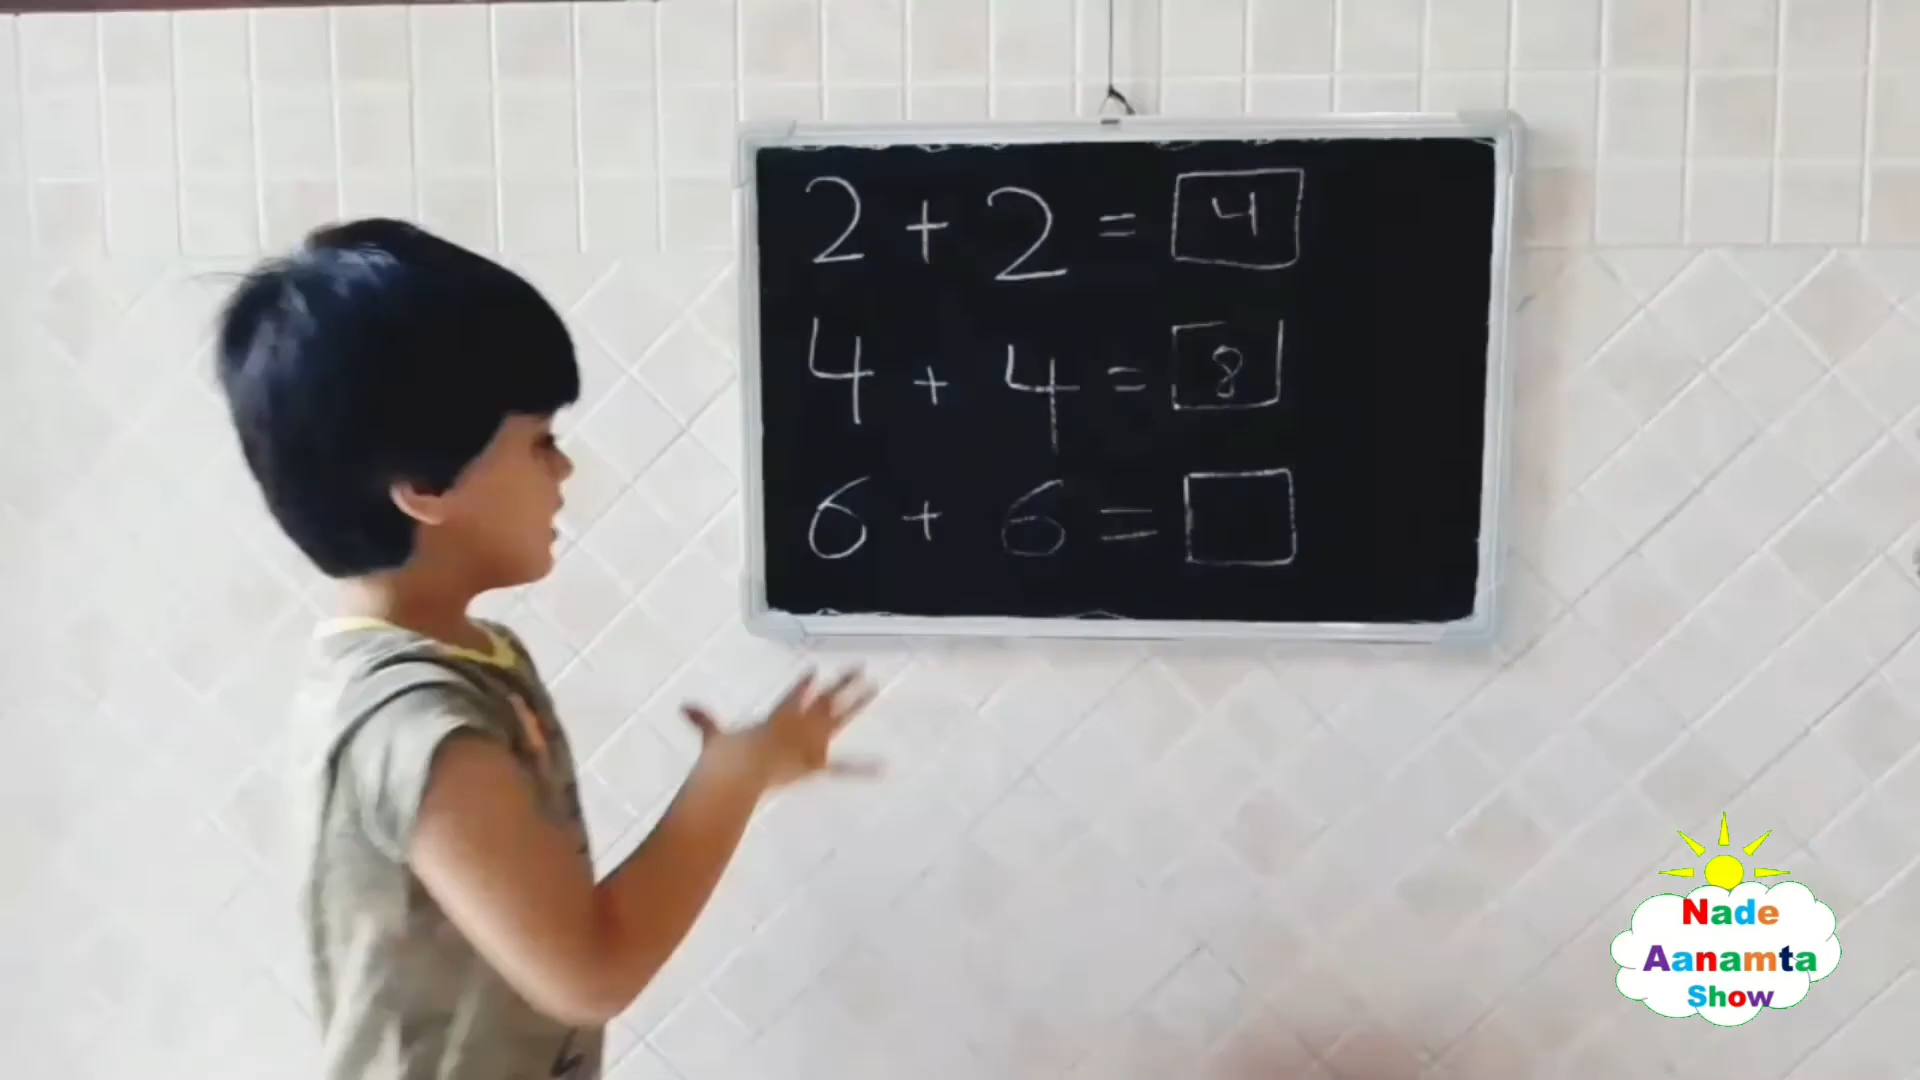 2 + 2 = 4
4 + 4 = 8
6 + 6 =
Nade
Aanamta
Show